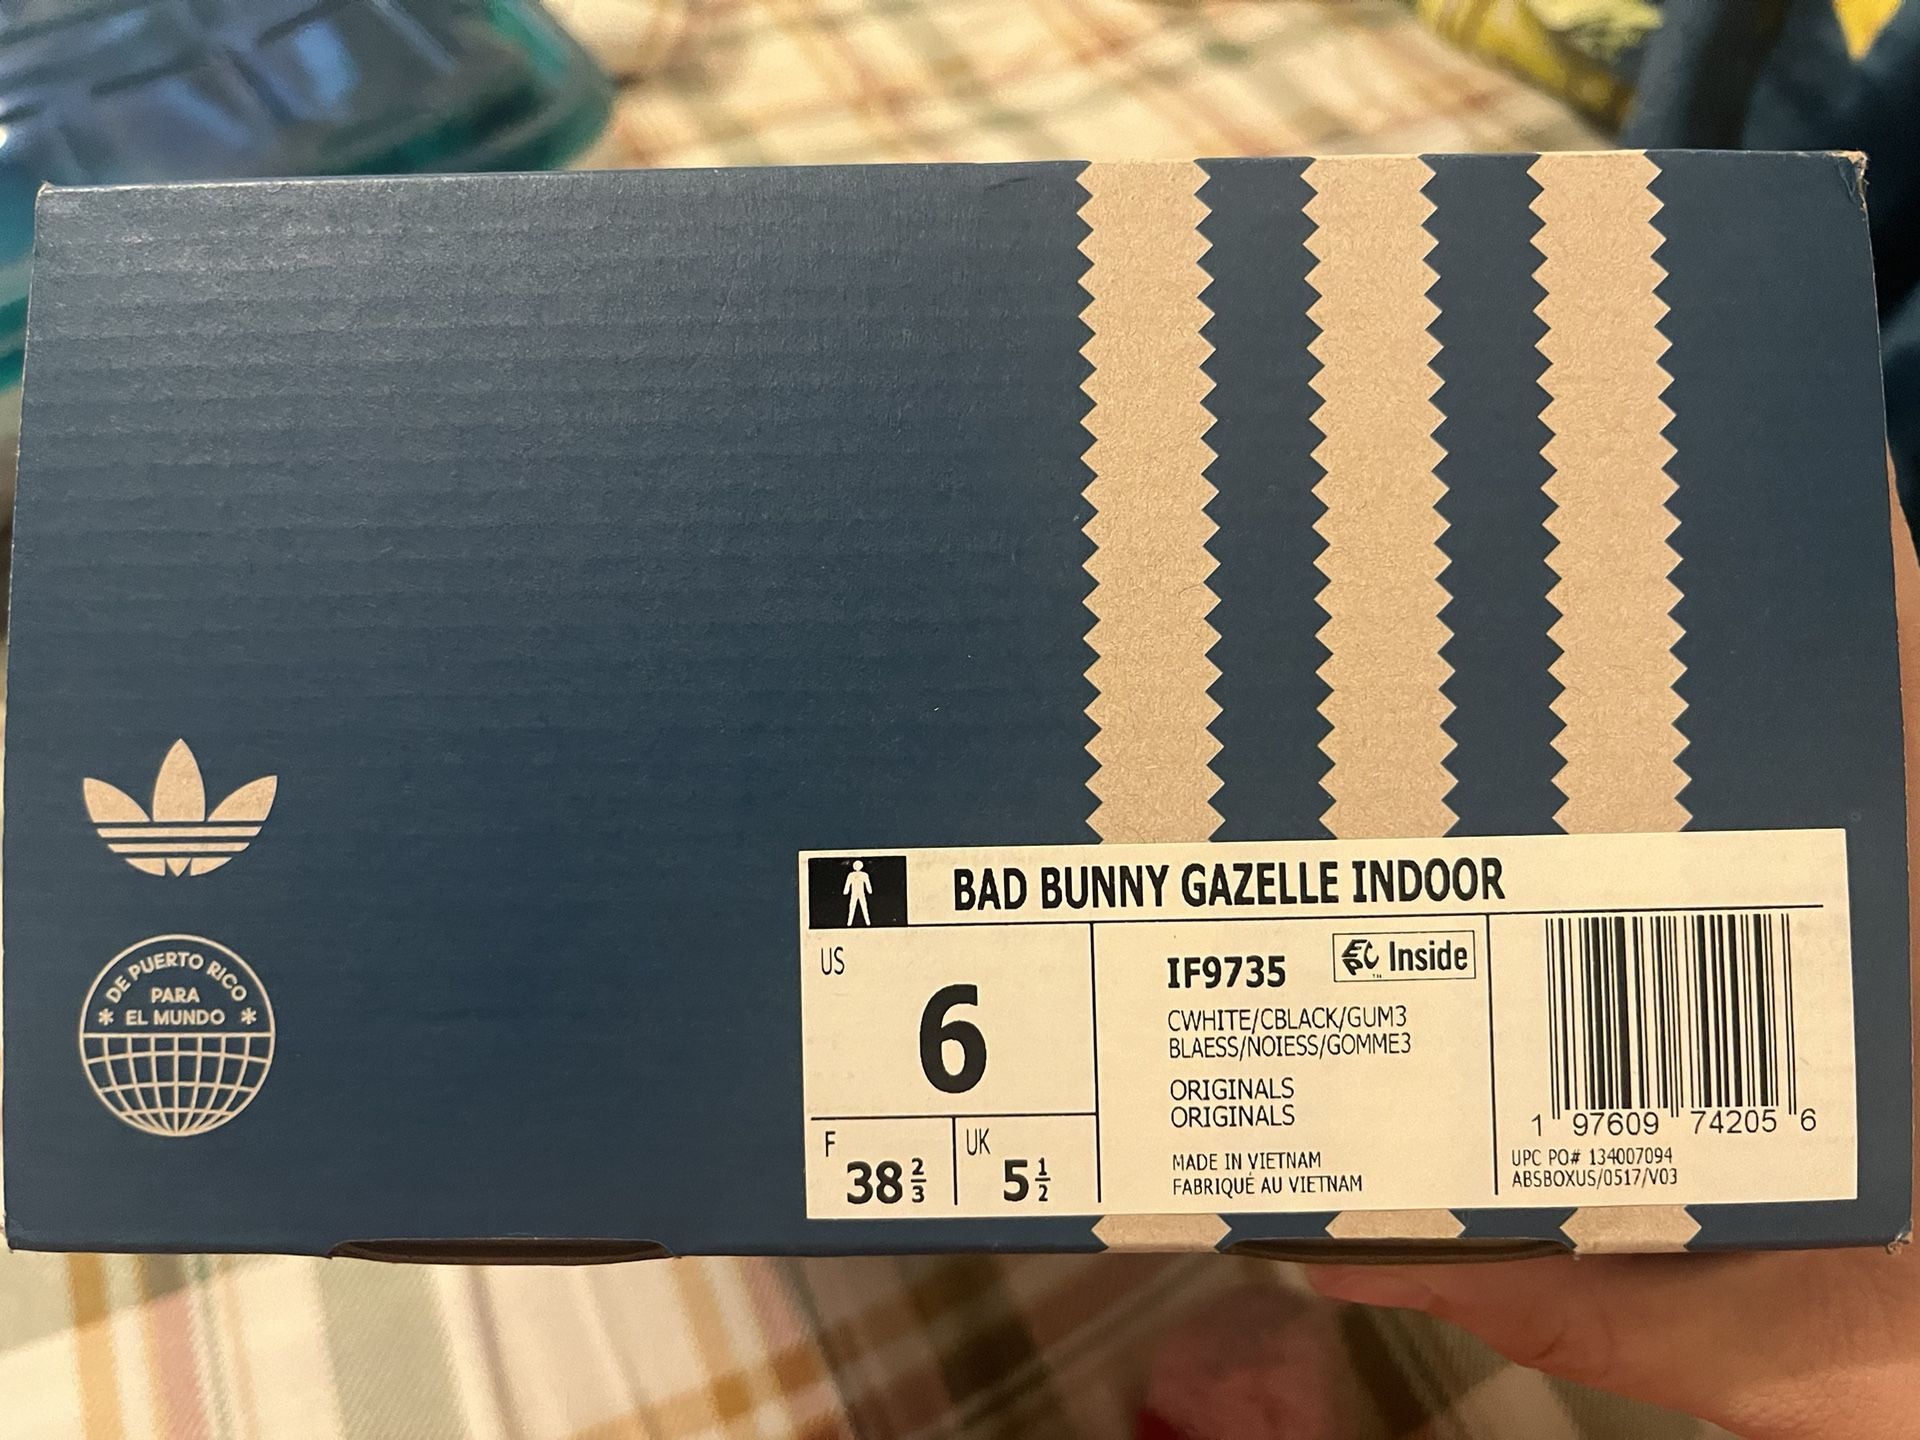 DE PUERTO RICO
PARA
* EL MUNDO *
BAD BUNNY GAZELLE INDOOR
US
6
F
38 2/3
UK
5 1/2
IF9735
EPC Inside
™
CWHITE/CBLACK/GUM3
BLAESS/NOIESS/GOMME3
ORIGINALS
ORIGINALS
MADE IN VIETNAM
FABRIQUÉ AU VIETNAM
1 97609 74205 6
UPC PO# 134007094
ABSBOXUS/0517/V03